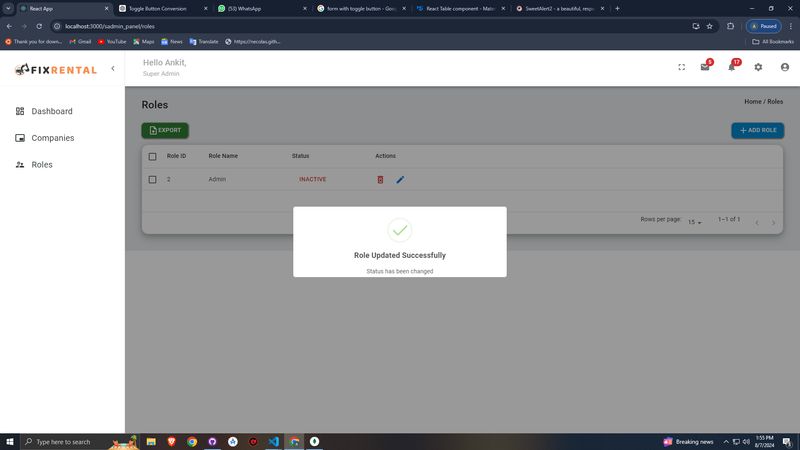 React App
Toggle Button Conversion
(53) WhatsApp
form with toggle button - Goo
React Table component - Mate
SweetAlert2 - a beautiful, respo
localhost:3000/sadmin_panel/roles
A Paused
Thank you for down...
Gmail
YouTube
Maps
News
Translate
https://necolas.gith...
All Bookmarks
FIXRENTAL
Hello Ankit,
Super Admin
5
17
Dashboard
Companies
Roles
Roles
Home / Roles
EXPORT
ADD ROLE
Role ID
Role Name
Status
Actions
2
Admin
INACTIVE
Rows per page:
15
1–1 of 1
Role Updated Successfully
Status has been changed
Type here to search
Breaking news
1:55 PM
8/7/2024